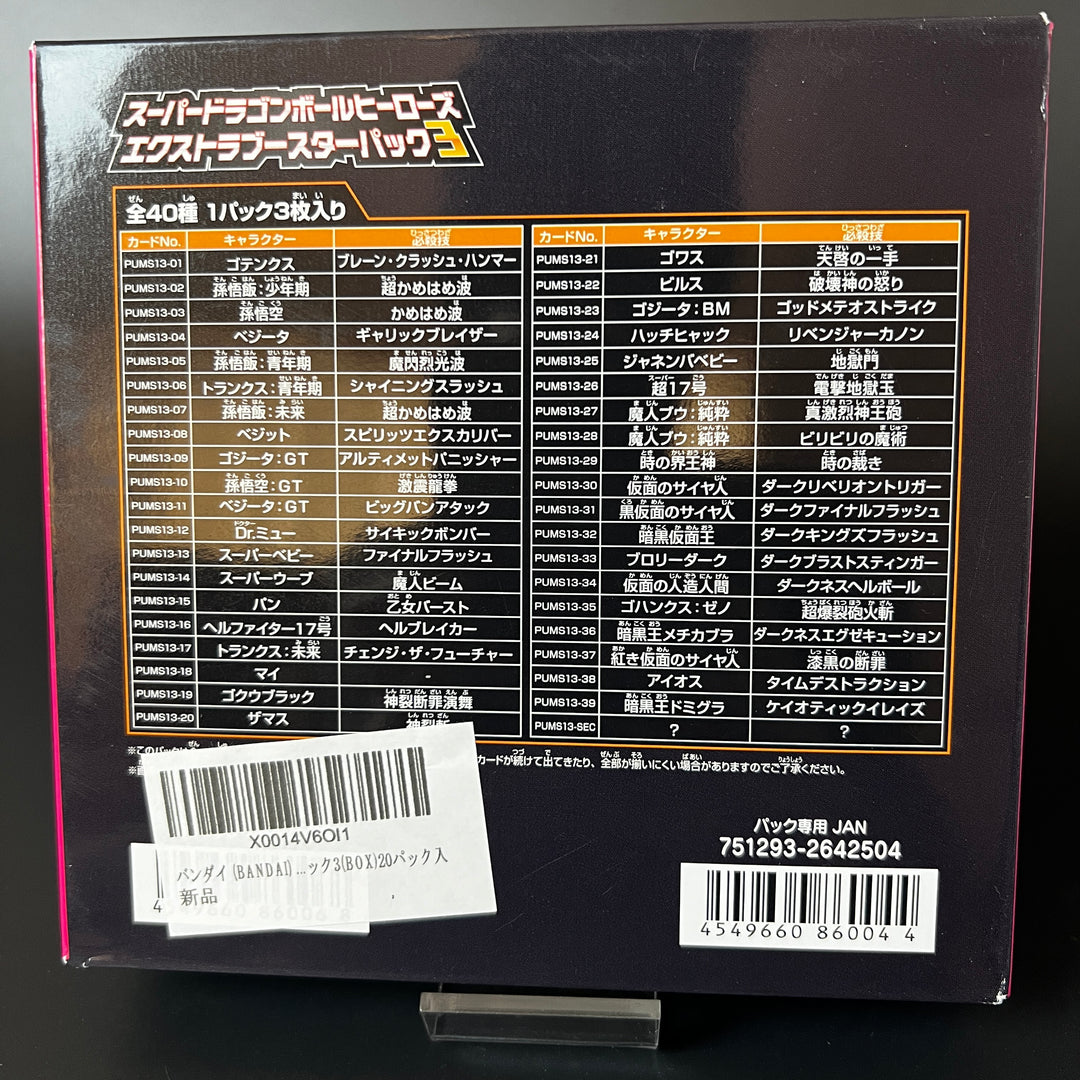 スーパードラゴンボールヒーローズ
エクストラブースターパック3
全40種 1パック3枚入り
カードNo. キャラクター 必殺技
PUMS13-01 ゴテンクス ブレーン・クラッシュ・ハンマー
PUMS13-02 孫悟飯:少年期 超かめはめ波
PUMS13-03 孫悟空 かめはめ波
PUMS13-04 ベジータ ギャリックブレイザー
PUMS13-05 孫悟飯:青年期 魔閃烈光波
PUMS13-06 トランクス:青年期 シャイニングスラッシュ
PUMS13-07 孫悟飯:未来 超かめはめ波
PUMS13-08 ベジット スピリッツエクスカリバー
PUMS13-09 ゴジータ:GT アルティメットバニッシャー
PUMS13-10 孫悟空:GT 激震龍拳
PUMS13-11 ベジータ:GT ビッグバンアタック
PUMS13-12 Dr.ミュー サイキックボンバー
PUMS13-13 スーパーベビー ファイナルフラッシュ
PUMS13-14 スーパーウーブ 魔人ビーム
PUMS13-15 パン 乙女バースト
PUMS13-16 ヘルファイター17号 ヘルブレイカー
PUMS13-17 トランクス:未来 チェンジ・ザ・フューチャー
PUMS13-18 マイ -
PUMS13-19 ゴクウブラック 神裂断罪演舞
PUMS13-20 ザマス 神裂斬
カードNo. キャラクター 必殺技
PUMS13-21 ゴワス 天啓の一手
PUMS13-22 ビルス 破壊神の怒り
PUMS13-23 ゴジータ:BM ゴッドメテオストライク
PUMS13-24 ハッチヒャック リベンジャーカノン
PUMS13-25 ジャネンバベビー 地獄門
PUMS13-26 超17号 電撃地獄玉
PUMS13-27 魔人ブウ:純粋 真激烈神王砲
PUMS13-28 魔人ブウ:純粋 ビリビリの魔術
PUMS13-29 時の界王神 時の裁き
PUMS13-30 仮面のサイヤ人 ダークリベリオントリガー
PUMS13-31 黒仮面のサイヤ人 ダークファイナルフラッシュ
PUMS13-32 暗黒仮面王 ダークキングズフラッシュ
PUMS13-33 ブロリーダーク ダークブラストスティンガー
PUMS13-34 仮面の人造人間 ダークネスヘルボール
PUMS13-35 ゴハンクス:ゼノ 超爆裂砲火斬
PUMS13-36 暗黒王メチカブラ ダークネスエグゼキューション
PUMS13-37 紅き仮面のサイヤ人 漆黒の断罪
PUMS13-38 アイオス タイムデストラクション
PUMS13-39 暗黒王ドミグラ ケイオティックイレイズ
PUMS13-SEC ? ?
※このパックは
カードが続けて出てきたり、全部が揃いにくい場合がありますのでご了承ください。
X0014V6OI1
バンダイ (BANDAI) ...ック3(BOX)20パック入
新品
4 549660 86006 8
パック専用 JAN
751293-2642504
4549660 86004 4